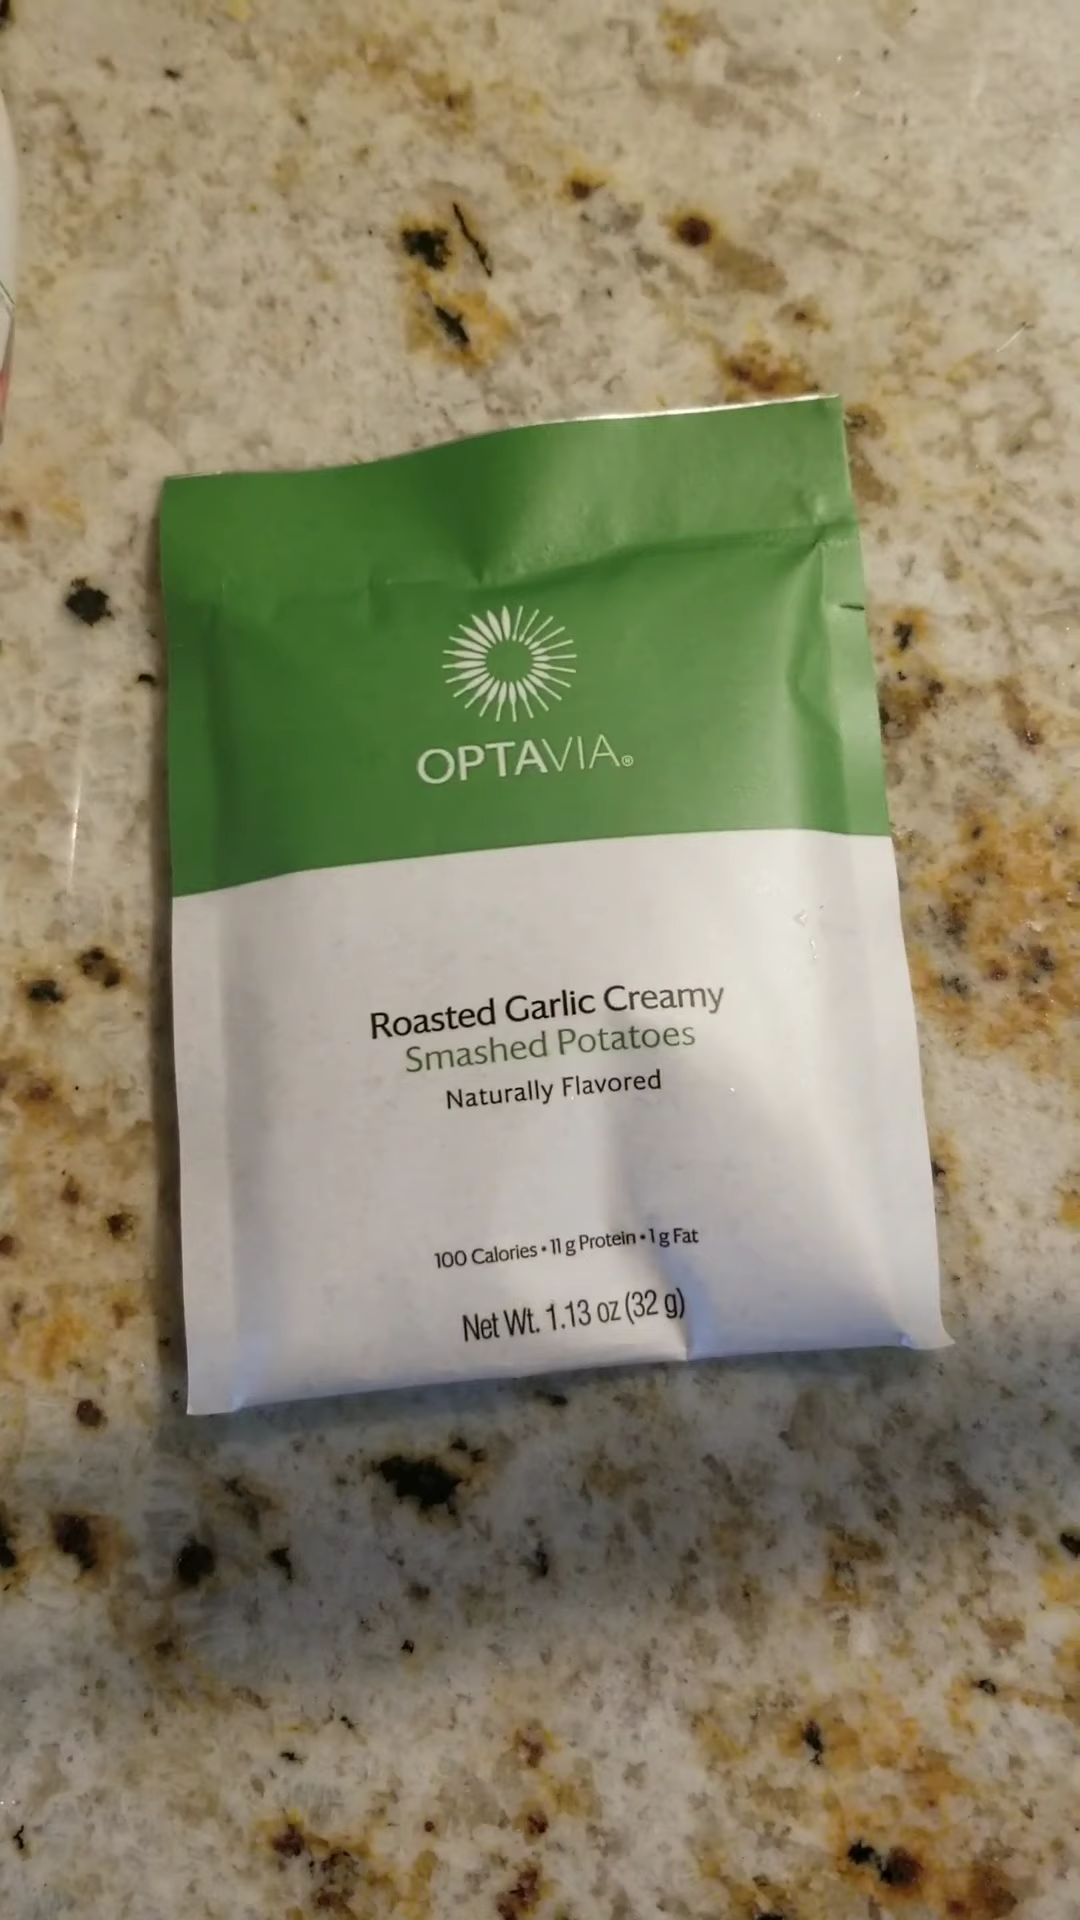 OPTAVIA®
Roasted Garlic Creamy
Smashed Potatoes
Naturally Flavored
100 Calories • 11 g Protein • 1 g Fat
Net Wt. 1.13 oz (32 g)